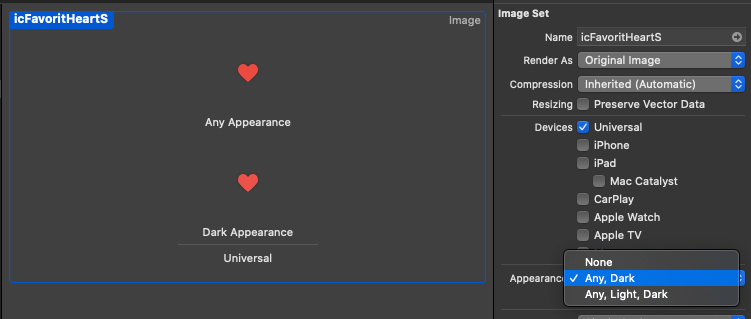 icFavoritHeartS
Image
Any Appearance
Dark Appearance
Universal
Image Set
Name icFavoritHeartS
Render As Original Image
Compression Inherited (Automatic)
Resizing Preserve Vector Data
Devices Universal
iPhone
iPad
Mac Catalyst
CarPlay
Apple Watch
Apple TV
None
Appearance Any, Dark
Any, Light, Dark